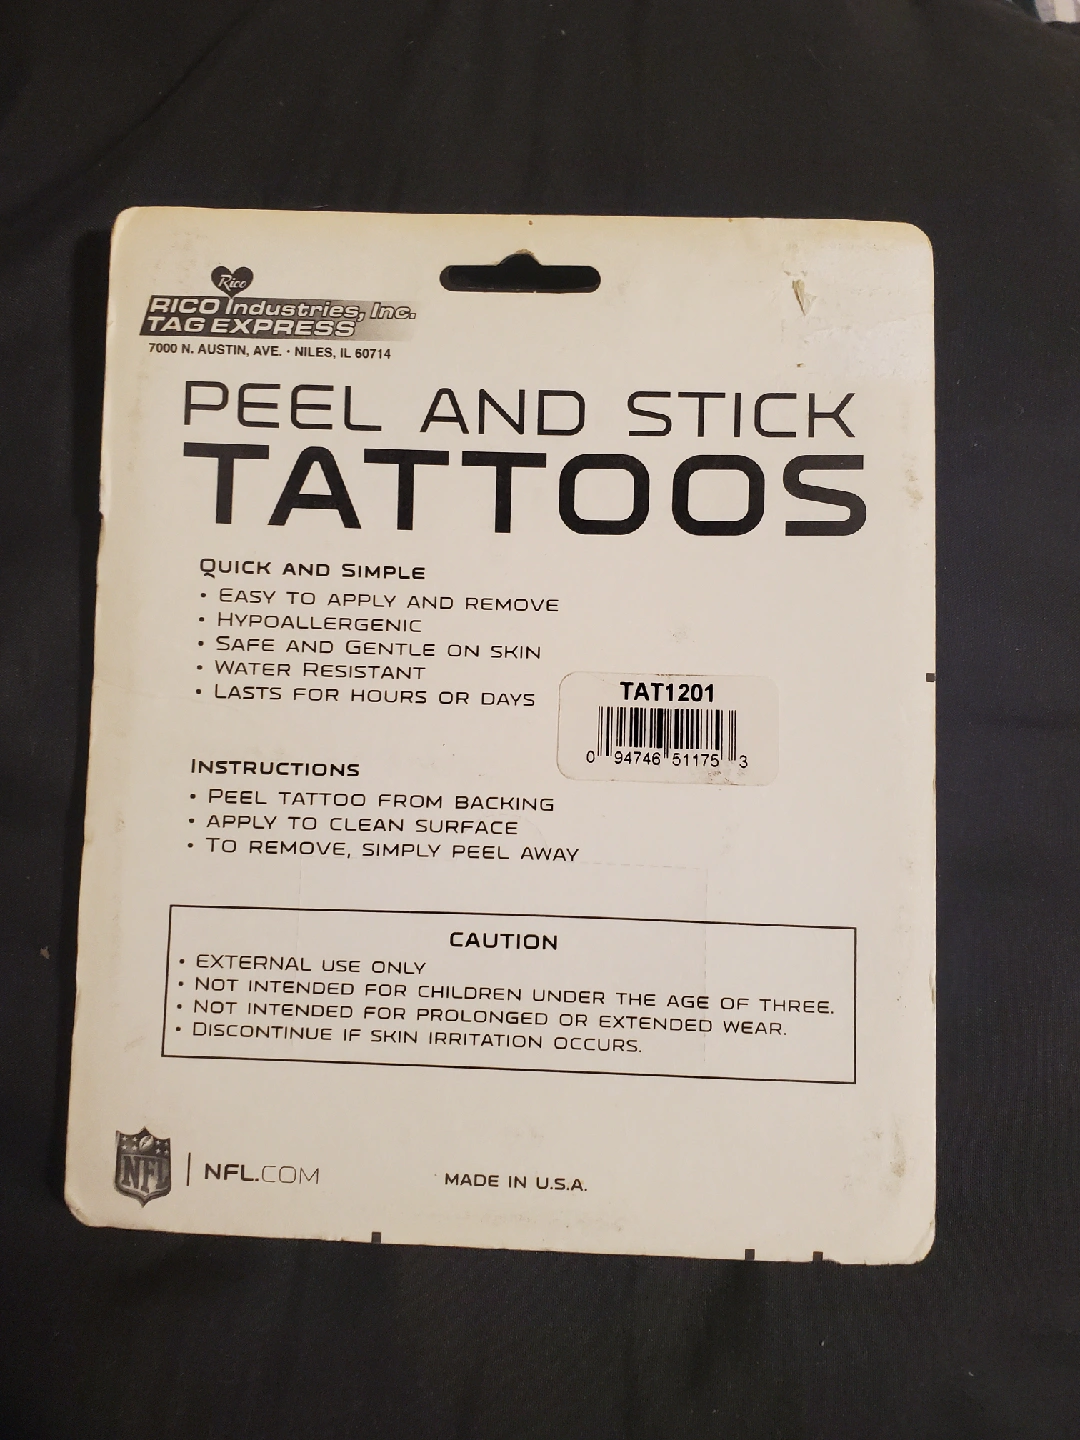 Rico
RICO Industries, Inc.
TAG EXPRESS
7000 N. AUSTIN, AVE. • NILES, IL 60714
PEEL AND STICK
TATTOOS
QUICK AND SIMPLE
• EASY TO APPLY AND REMOVE
• HYPOALLERGENIC
• SAFE AND GENTLE ON SKIN
• WATER RESISTANT
• LASTS FOR HOURS OR DAYS
TAT1201
0 94746 51175 3
INSTRUCTIONS
• PEEL TATTOO FROM BACKING
• APPLY TO CLEAN SURFACE
• TO REMOVE, SIMPLY PEEL AWAY
CAUTION
• EXTERNAL USE ONLY
• NOT INTENDED FOR CHILDREN UNDER THE AGE OF THREE.
• NOT INTENDED FOR PROLONGED OR EXTENDED WEAR.
• DISCONTINUE IF SKIN IRRITATION OCCURS.
NFL | NFL.COM
MADE IN U.S.A.